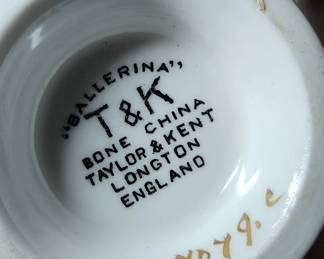 "BALLERINA"
T & K
BONE CHINA
TAYLOR & KENT
LONGTON
ENGLAND